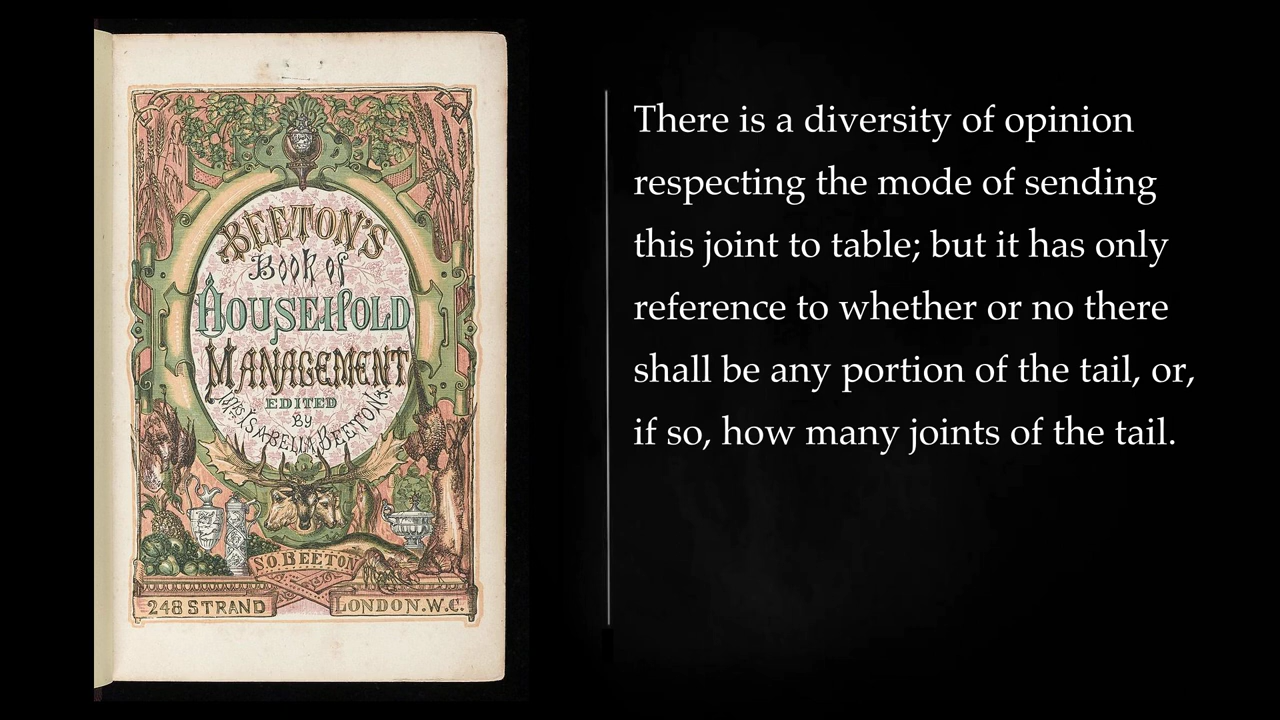 BEETON'S
Book of
HOUSEHOLD
MANAGEMENT
EDITED
BY
MRS ISABELLA BEETON.
S.O. BEETON
248 STRAND
LONDON. W.C.
There is a diversity of opinion
respecting the mode of sending
this joint to table; but it has only
reference to whether or no there
shall be any portion of the tail, or,
if so, how many joints of the tail.